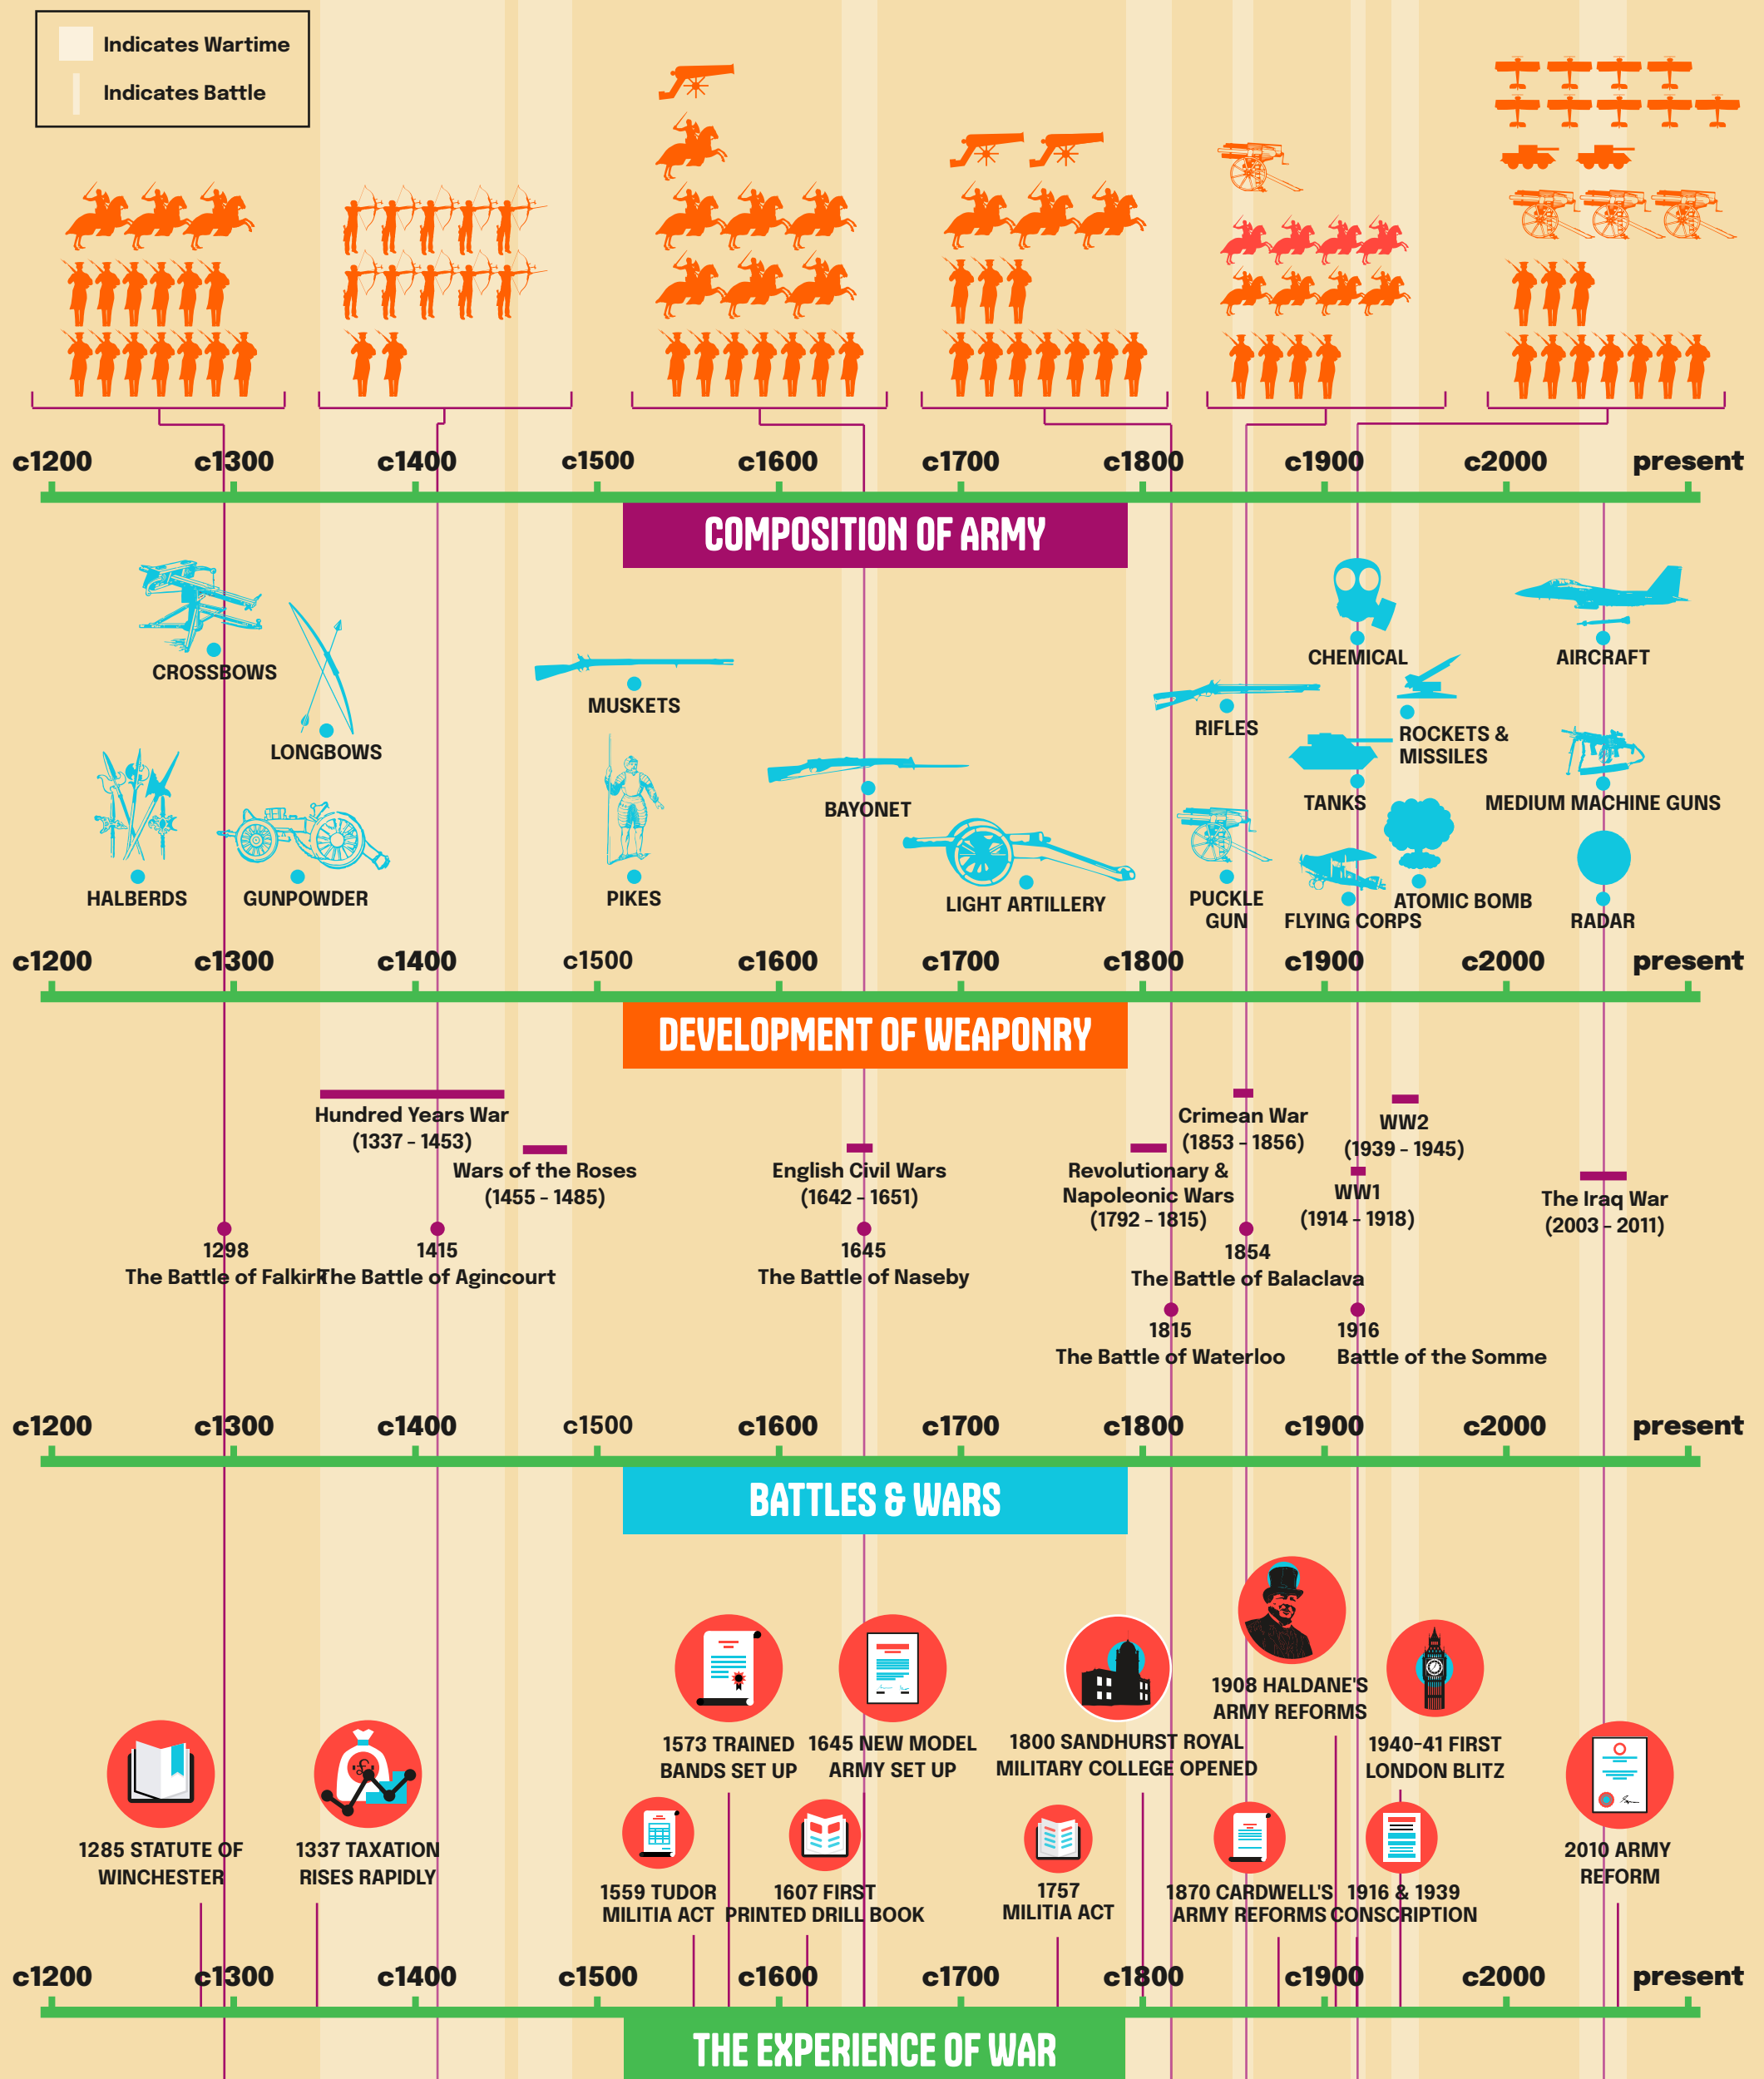 Indicates Wartime
Indicates Battle
c1200 c1300 c1400 c1500 c1600 c1700 c1800 c1900 c2000 present
COMPOSITION OF ARMY
CROSSBOWS
LONGBOWS
HALBERDS
GUNPOWDER
MUSKETS
PIKES
BAYONET
LIGHT ARTILLERY
RIFLES
PUCKLE
GUN
CHEMICAL
ROCKETS &
MISSILES
TANKS
FLYING CORPS
ATOMIC BOMB
AIRCRAFT
MEDIUM MACHINE GUNS
RADAR
c1200 c1300 c1400 c1500 c1600 c1700 c1800 c1900 c2000 present
DEVELOPMENT OF WEAPONRY
Hundred Years War
(1337 - 1453)
Wars of the Roses
(1455 - 1485)
English Civil Wars
(1642 - 1651)
Revolutionary &
Napoleonic Wars
(1792 - 1815)
Crimean War
(1853 - 1856)
WW1
(1914 - 1918)
WW2
(1939 - 1945)
The Iraq War
(2003 - 2011)
1298
The Battle of Falkirk
1415
The Battle of Agincourt
1645
The Battle of Naseby
1854
The Battle of Balaclava
1815
The Battle of Waterloo
1916
Battle of the Somme
c1200 c1300 c1400 c1500 c1600 c1700 c1800 c1900 c2000 present
BATTLES & WARS
1285 STATUTE OF
WINCHESTER
1337 TAXATION
RISES RAPIDLY
1573 TRAINED
BANDS SET UP
1645 NEW MODEL
ARMY SET UP
1559 TUDOR
MILITIA ACT
1607 FIRST
PRINTED DRILL BOOK
1800 SANDHURST ROYAL
MILITARY COLLEGE OPENED
1757
MILITIA ACT
1908 HALDANE'S
ARMY REFORMS
1870 CARDWELL'S
ARMY REFORMS
1940-41 FIRST
LONDON BLITZ
1916 & 1939
CONSCRIPTION
2010 ARMY
REFORM
c1200 c1300 c1400 c1500 c1600 c1700 c1800 c1900 c2000 present
THE EXPERIENCE OF WAR